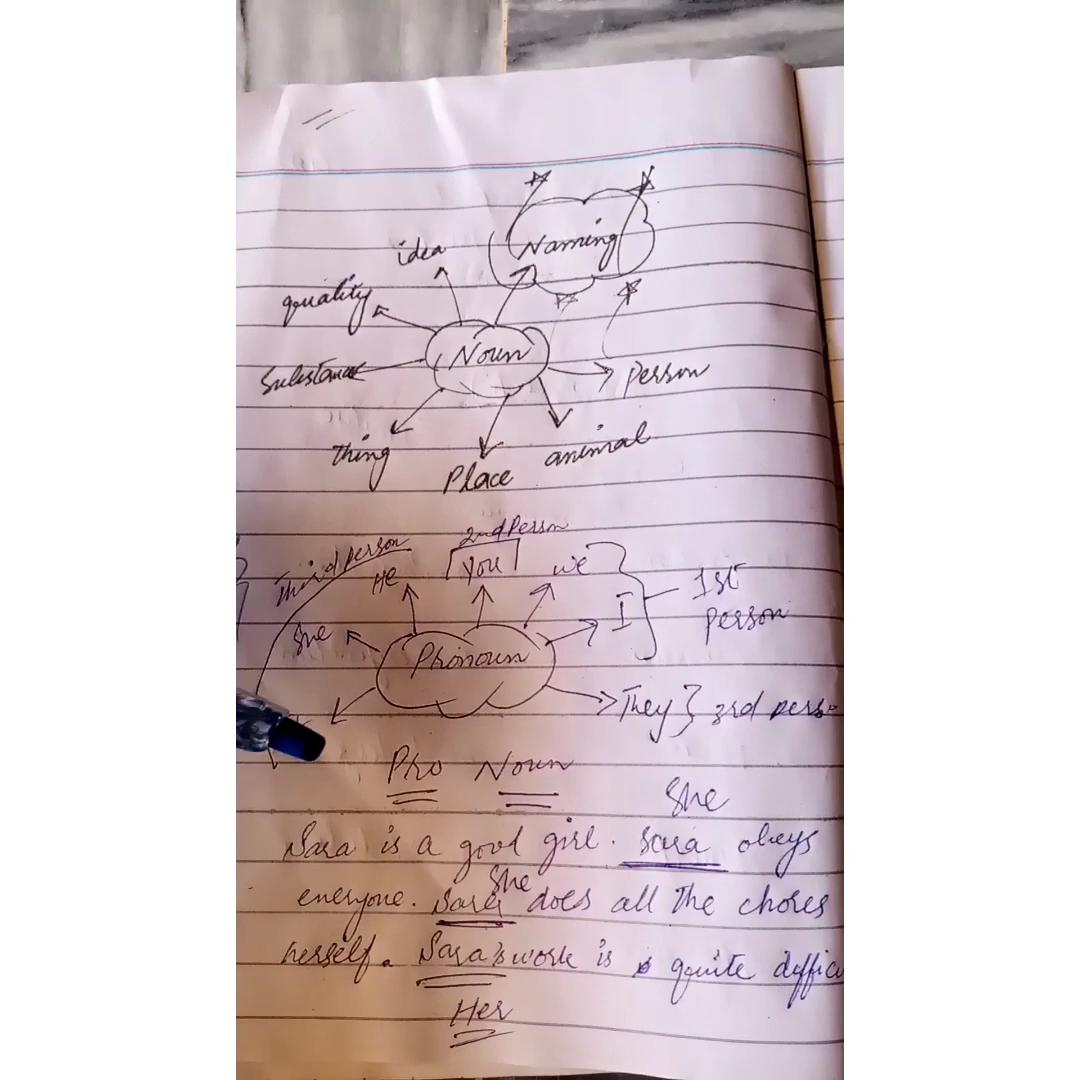 Naming
idea
quality
Noun
Substance
Person
thing
animal
Place
2nd Person
Third person
He
you
we
1st
I
person
She
Pronoun
They } 3rd perso
Pro Noun
She
Sara is a good girl. Sara obeys
She
everyone. Sara does all the chores
herself. Sara's work is quite difficu
Her